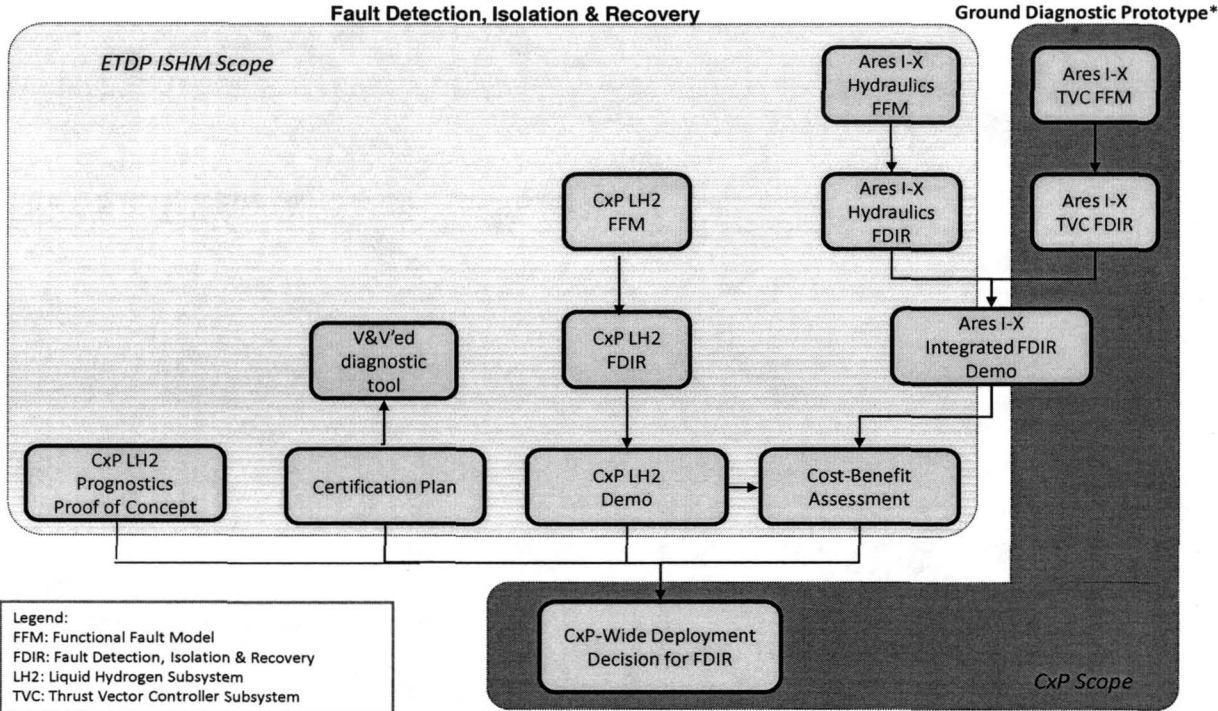 Fault Detection, Isolation & Recovery
Ground Diagnostic Prototype*
ETDP ISHM Scope
Ares I-X
Hydraulics
FFM
Ares I-X
TVC FFM
CxP LH2
FFM
Ares I-X
Hydraulics
FDIR
Ares I-X
TVC FDIR
V&V'ed
diagnostic
tool
CxP LH2
FDIR
Ares I-X
Integrated FDIR
Demo
CxP LH2
Prognostics
Proof of Concept
Certification Plan
CxP LH2
Demo
Cost-Benefit
Assessment
Legend:
FFM: Functional Fault Model
FDIR: Fault Detection, Isolation & Recovery
LH2: Liquid Hydrogen Subsystem
TVC: Thrust Vector Controller Subsystem
CxP-Wide Deployment
Decision for FDIR
CxP Scope